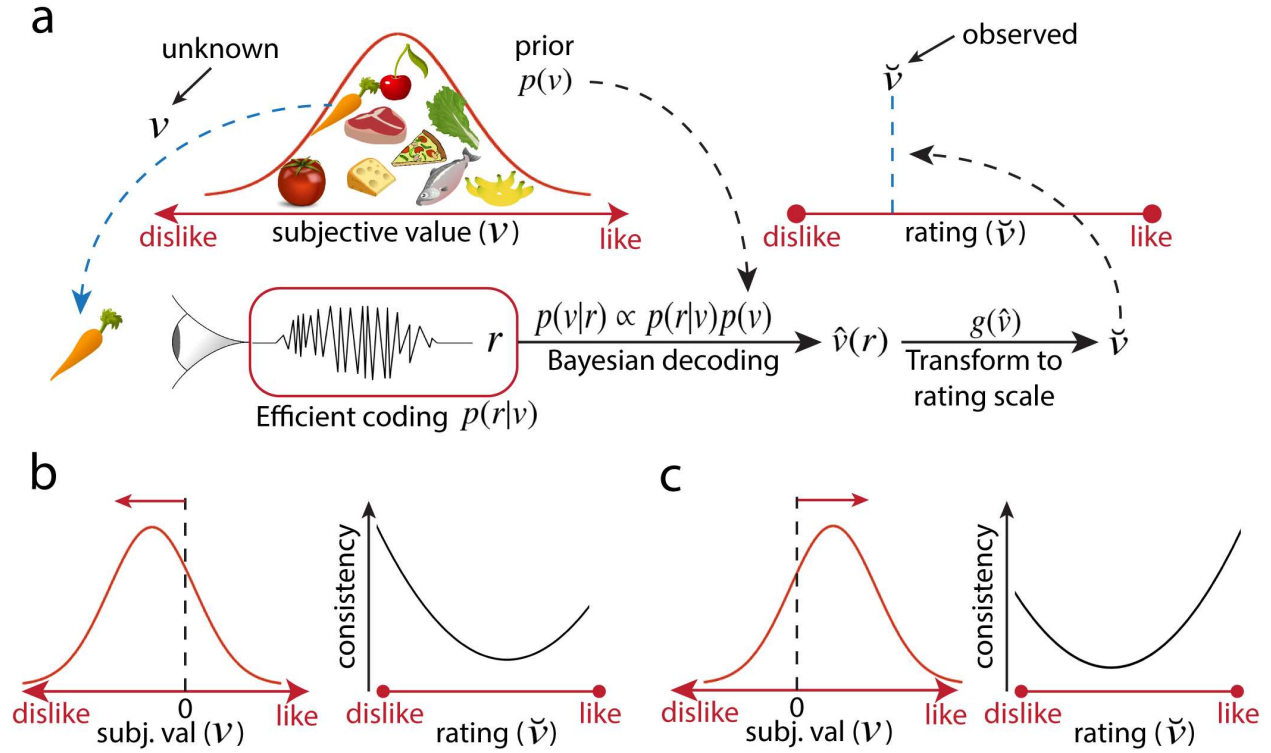 a
unknown
v
prior
p(v)
observed
v̆
dislike
subjective value (v)
like
dislike
rating (v̆)
like
r
Efficient coding p(r|v)
p(v|r) ∝ p(r|v)p(v)
Bayesian decoding
v̂(r)
g(v̂)
Transform to
rating scale
v̆
b
0
dislike
subj. val (v)
like
consistency
dislike
rating (v̆)
like
c
0
dislike
subj. val (v)
like
consistency
dislike
rating (v̆)
like